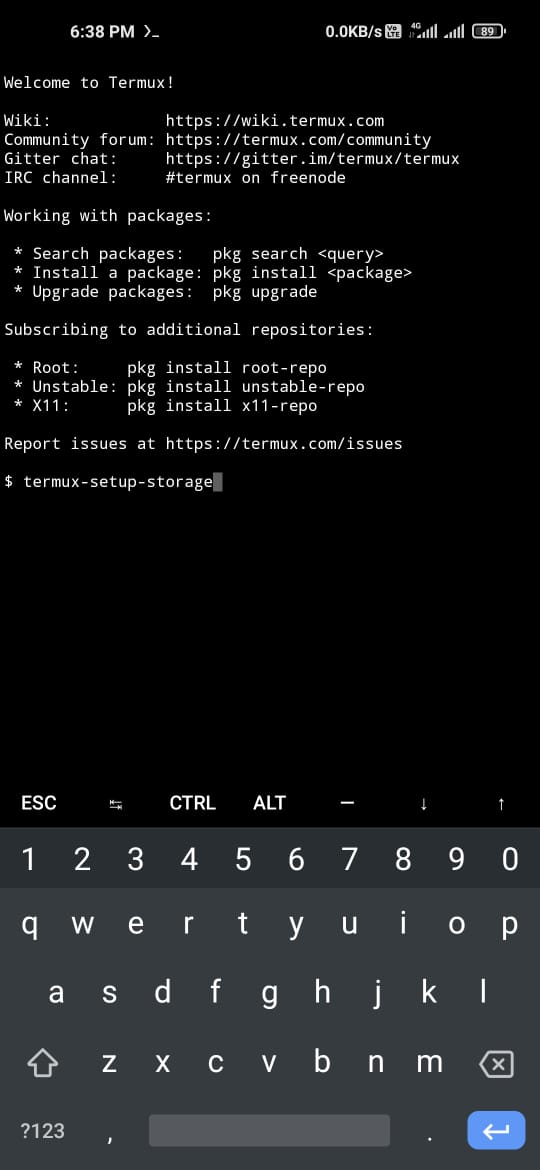 6:38 PM >_ 0.0KB/s Vo LTE 4G 89
Welcome to Termux!
Wiki: https://wiki.termux.com
Community forum: https://termux.com/community
Gitter chat: https://gitter.im/termux/termux
IRC channel: #termux on freenode
Working with packages:
* Search packages: pkg search <query>
* Install a package: pkg install <package>
* Upgrade packages: pkg upgrade
Subscribing to additional repositories:
* Root: pkg install root-repo
* Unstable: pkg install unstable-repo
* X11: pkg install x11-repo
Report issues at https://termux.com/issues
$ termux-setup-storage
ESC ↹ CTRL ALT — ↓ ↑
1 2 3 4 5 6 7 8 9 0
q w e r t y u i o p
a s d f g h j k l
z x c v b n m
?123 , .